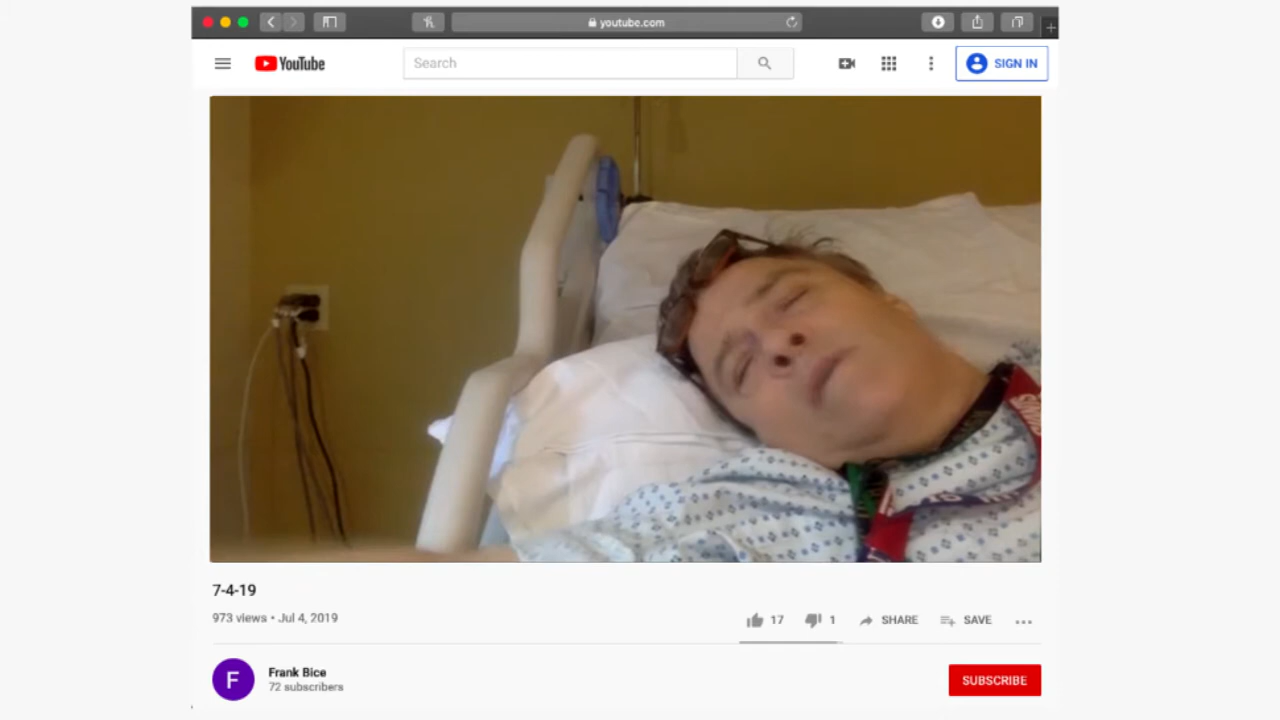 youtube.com
YouTube
Search
SIGN IN
7-4-19
973 views • Jul 4, 2019
17
1
SHARE
SAVE
F
Frank Bice
72 subscribers
SUBSCRIBE